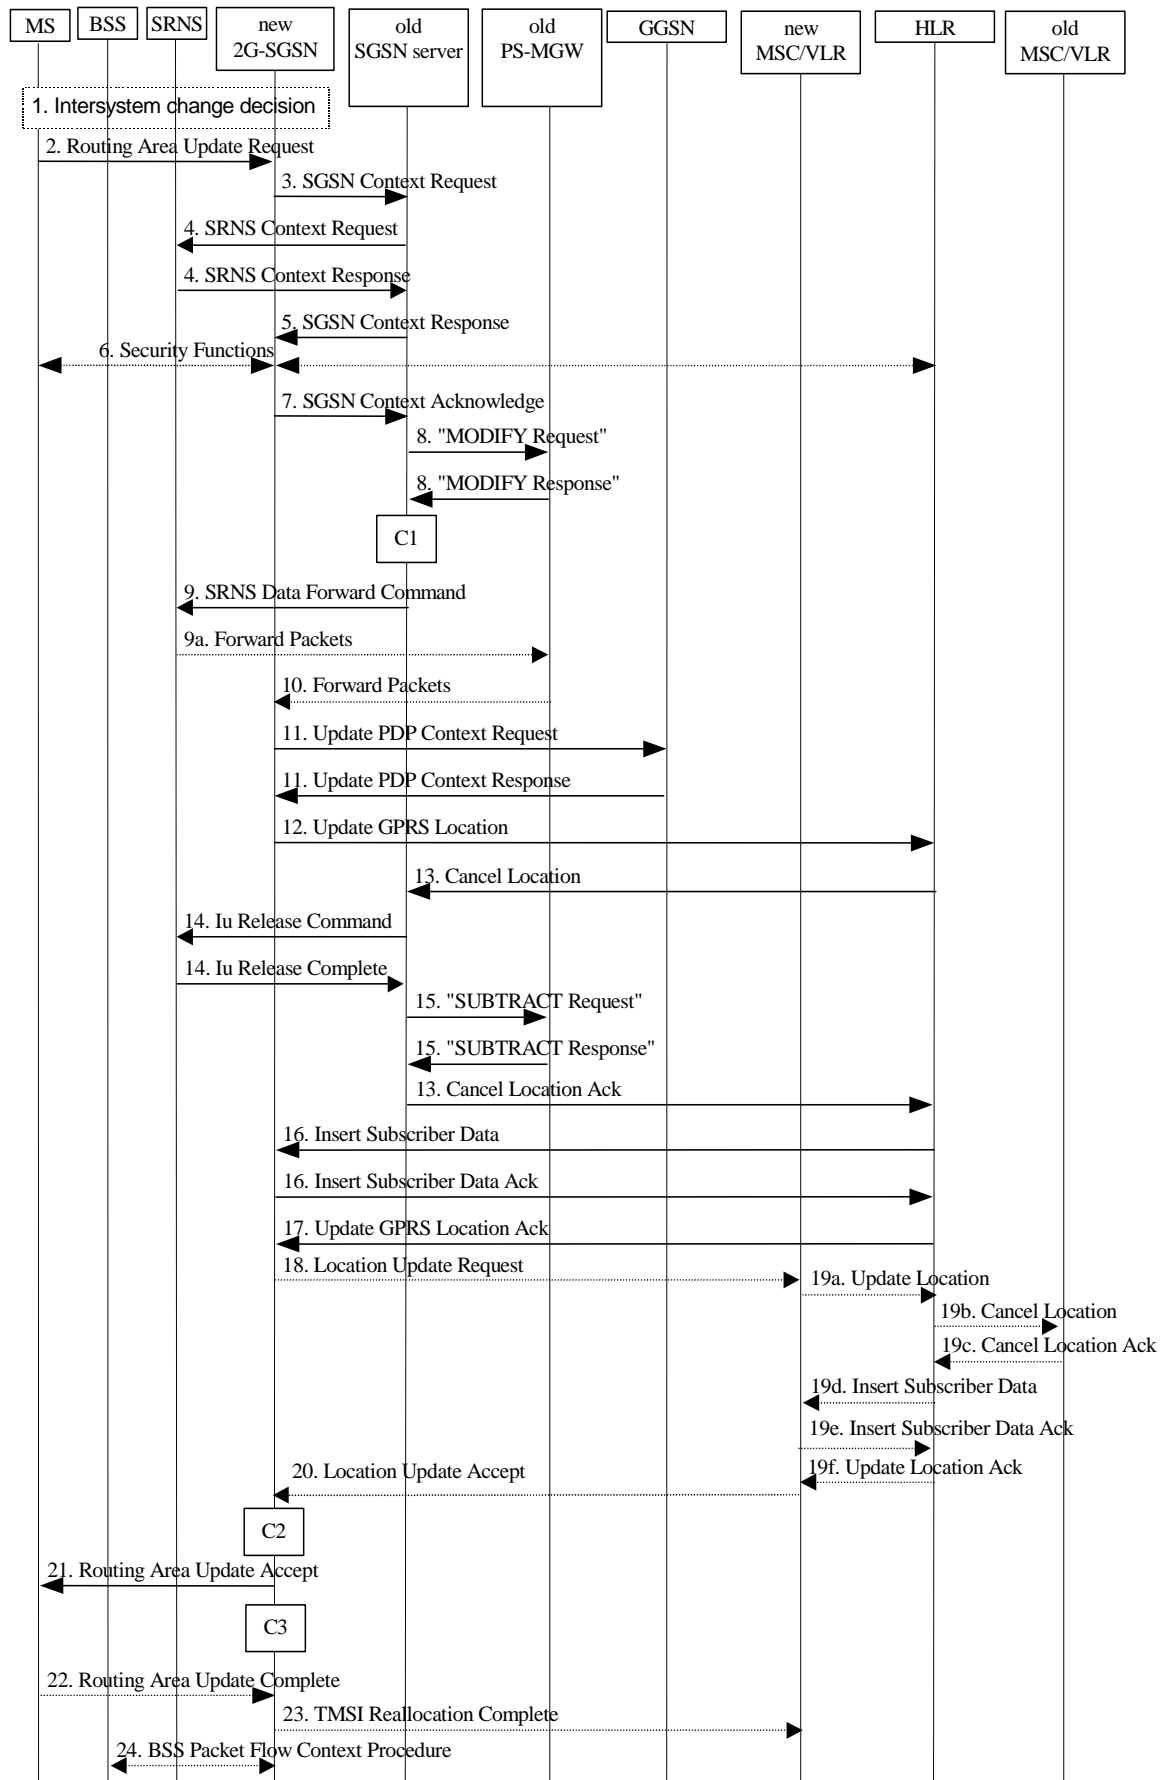 MS
BSS
SRNS
new
2G-SGSN
old
SGSN server
old
PS-MGW
GGSN
new
MSC/VLR
HLR
old
MSC/VLR
1. Intersystem change decision
2. Routing Area Update Request
3. SGSN Context Request
4. SRNS Context Request
4. SRNS Context Response
5. SGSN Context Response
6. Security Functions
7. SGSN Context Acknowledge
8. "MODIFY Request"
8. "MODIFY Response"
C1
9. SRNS Data Forward Command
9a. Forward Packets
10. Forward Packets
11. Update PDP Context Request
11. Update PDP Context Response
12. Update GPRS Location
13. Cancel Location
14. Iu Release Command
14. Iu Release Complete
15. "SUBTRACT Request"
15. "SUBTRACT Response"
13. Cancel Location Ack
16. Insert Subscriber Data
16. Insert Subscriber Data Ack
17. Update GPRS Location Ack
18. Location Update Request
19a. Update Location
19b. Cancel Location
19c. Cancel Location Ack
19d. Insert Subscriber Data
19e. Insert Subscriber Data Ack
19f. Update Location Ack
20. Location Update Accept
C2
21. Routing Area Update Accept
C3
22. Routing Area Update Complete
23. TMSI Reallocation Complete
24. BSS Packet Flow Context Procedure